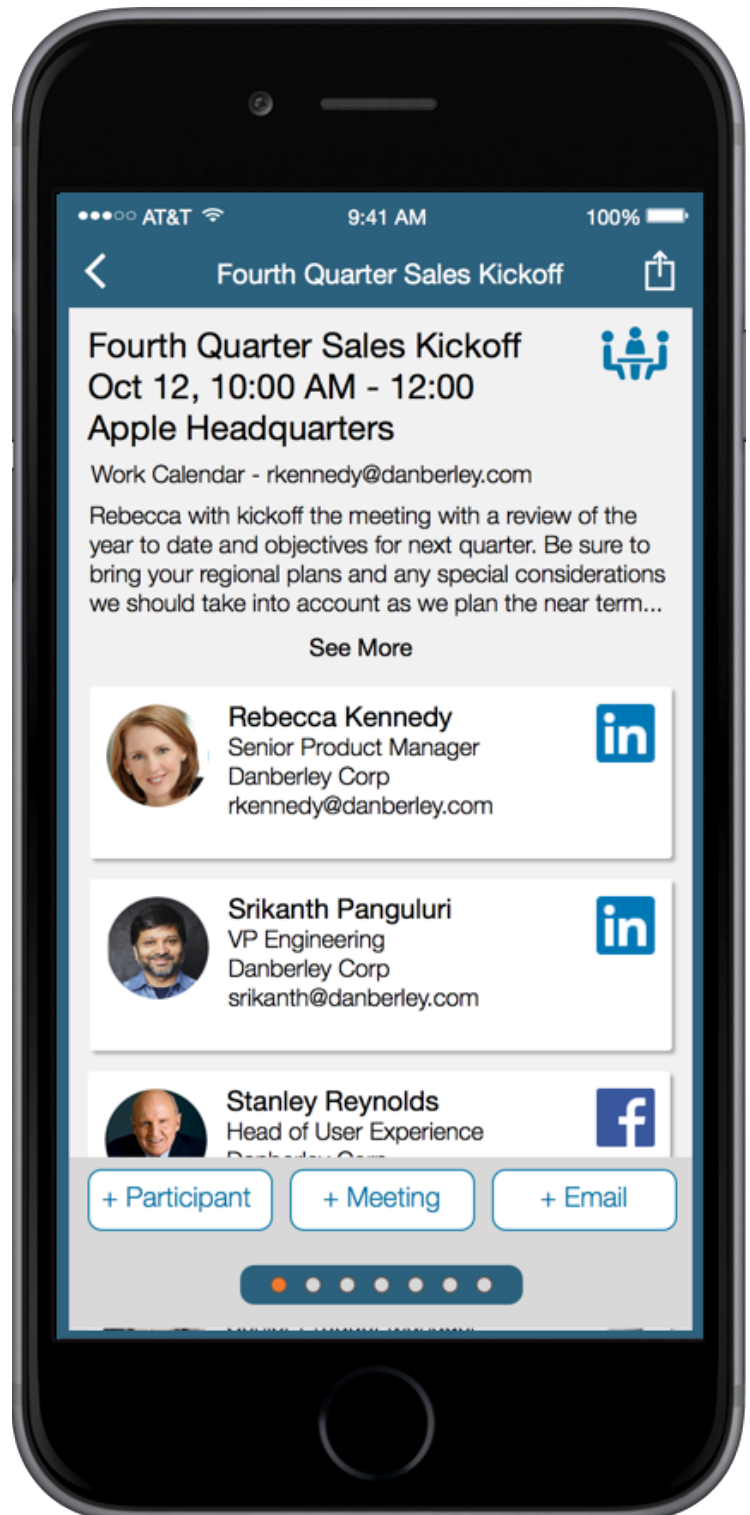 AT&T
9:41 AM
100%
Fourth Quarter Sales Kickoff
Fourth Quarter Sales Kickoff
Oct 12, 10:00 AM - 12:00
Apple Headquarters
Work Calendar - rkennedy@danberley.com
Rebecca with kickoff the meeting with a review of the
year to date and objectives for next quarter. Be sure to
bring your regional plans and any special considerations
we should take into account as we plan the near term...
See More
Rebecca Kennedy
in
Senior Product Manager
Danberley Corp
rkennedy@danberley.com
Srikanth Panguluri
in
VP Engineering
Danberley Corp
srikanth@danberley.com
Stanley Reynolds
f
Head of User Experience
Danberley Corp
+ Participant
+ Meeting
+ Email